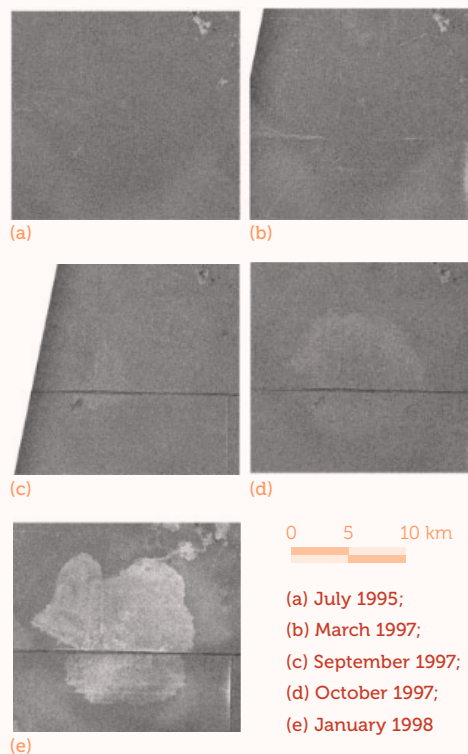 (a)
(b)
(c)
(d)
(e)
0 5 10 km
(a) July 1995;
(b) March 1997;
(c) September 1997;
(d) October 1997;
(e) January 1998